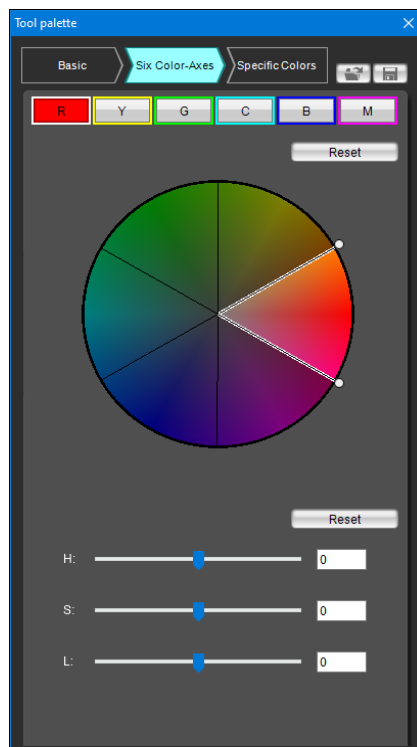 Tool palette
Basic Six Color-Axes Specific Colors
R Y G C B M
Reset
Reset
H: 0
S: 0
L: 0